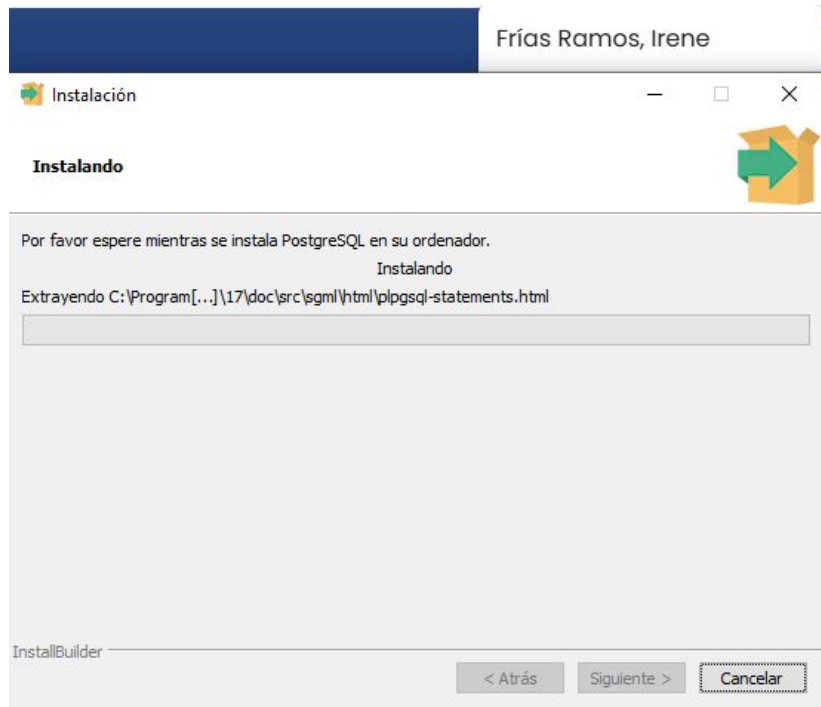 Frías Ramos, Irene
Instalación
Instalando
Por favor espere mientras se instala PostgreSQL en su ordenador.
Instalando
Extrayendo C:\Program[...]\17\doc\src\sgml\html\plpgsql-statements.html
InstallBuilder
< Atrás Siguiente > Cancelar